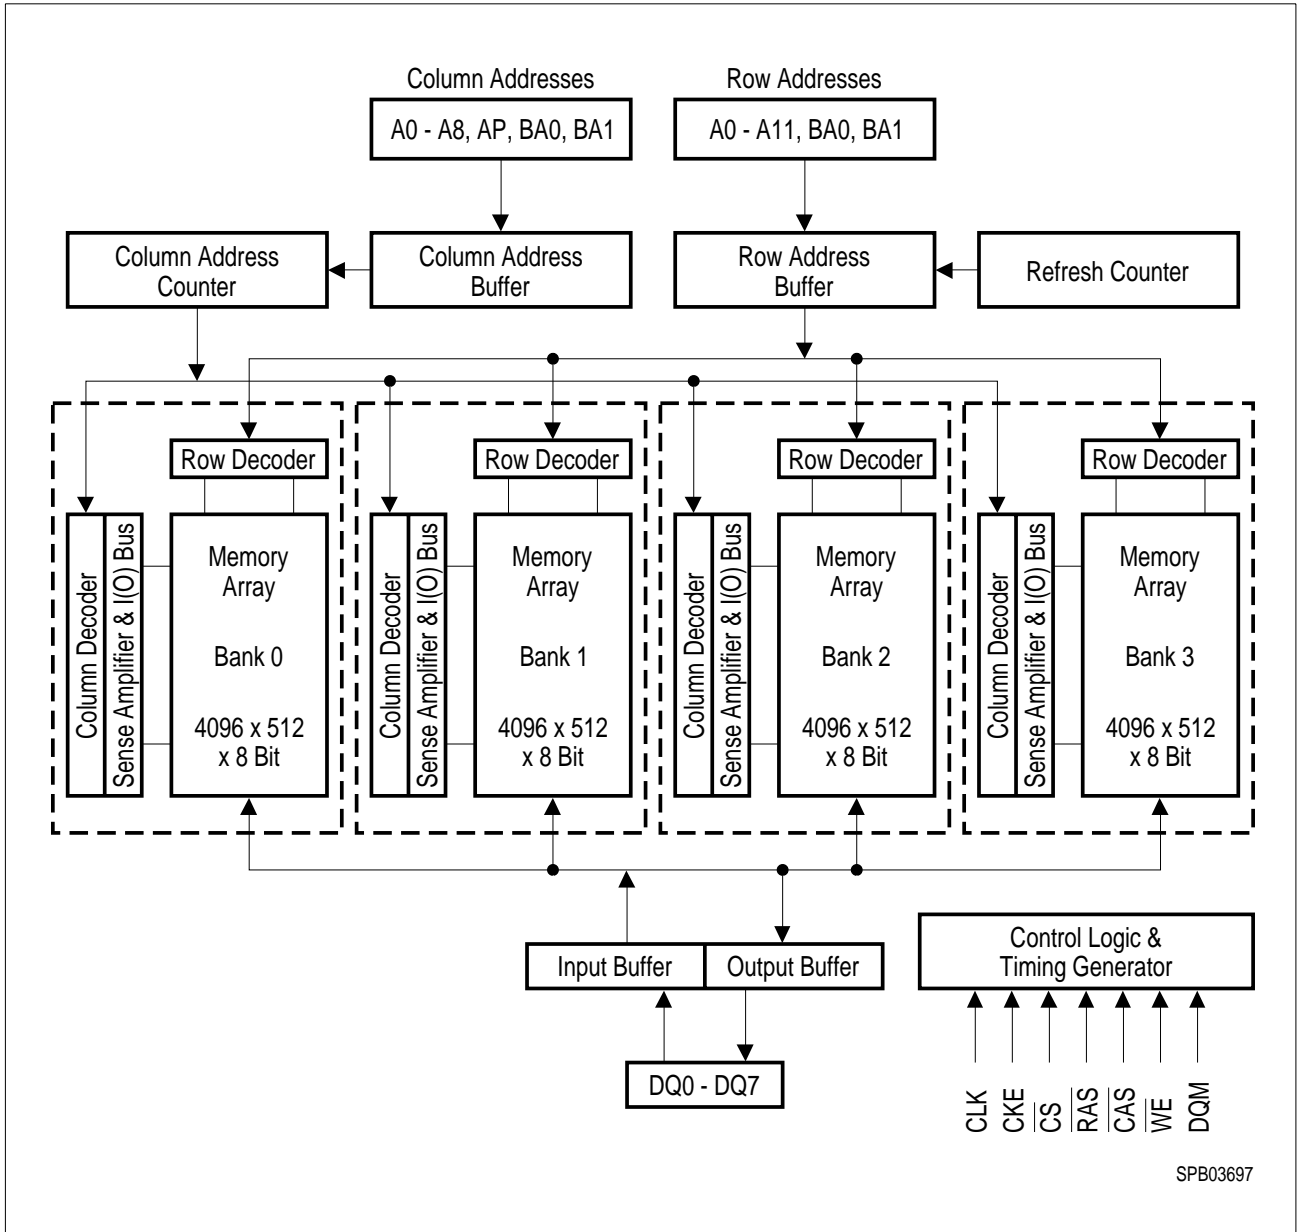 Column Addresses
Row Addresses
A0 - A8, AP, BA0, BA1
A0 - A11, BA0, BA1
Column Address
Counter
Column Address
Buffer
Row Address
Buffer
Refresh Counter
Row Decoder
Row Decoder
Row Decoder
Row Decoder
Column Decoder
Sense Amplifier & I(O) Bus
Memory
Array
Bank 0
4096 x 512
x 8 Bit
Column Decoder
Sense Amplifier & I(O) Bus
Memory
Array
Bank 1
4096 x 512
x 8 Bit
Column Decoder
Sense Amplifier & I(O) Bus
Memory
Array
Bank 2
4096 x 512
x 8 Bit
Column Decoder
Sense Amplifier & I(O) Bus
Memory
Array
Bank 3
4096 x 512
x 8 Bit
Input Buffer
Output Buffer
Control Logic &
Timing Generator
DQ0 - DQ7
CLK
CKE
C̅S̅
R̅A̅S̅
C̅A̅S̅
W̅E̅
DQM
SPB03697